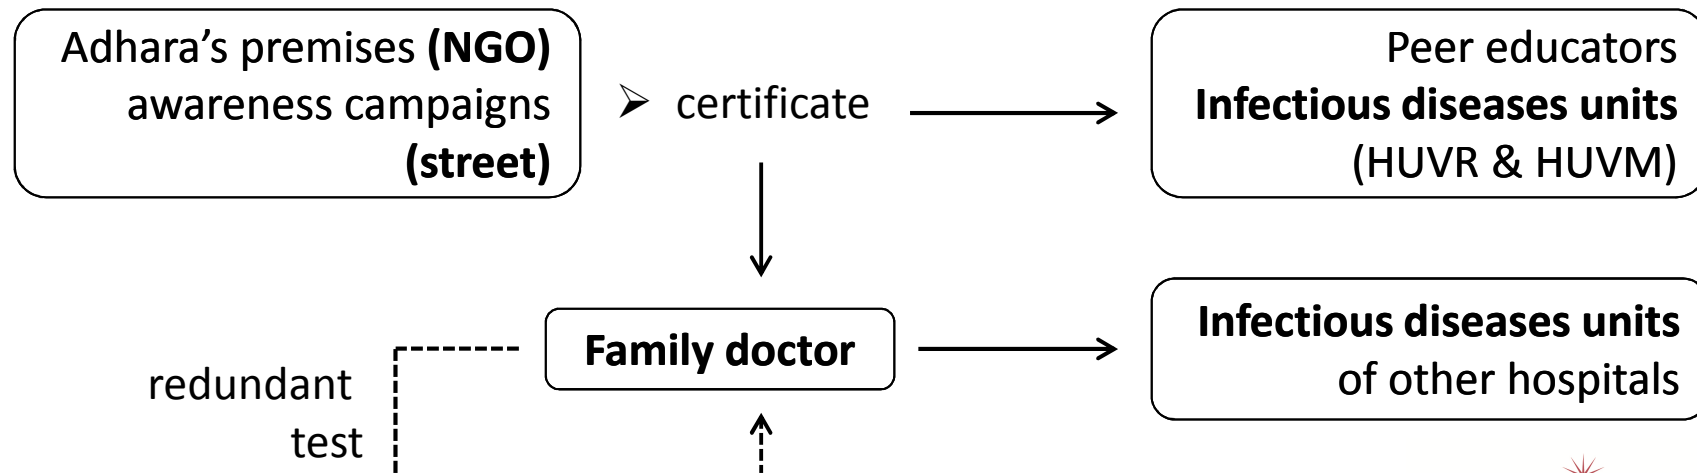 Adhara’s premises (NGO)
awareness campaigns
(street)
➢ certificate
Peer educators
Infectious diseases units
(HUVR & HUVM)
Family doctor
Infectious diseases units
of other hospitals
redundant
test